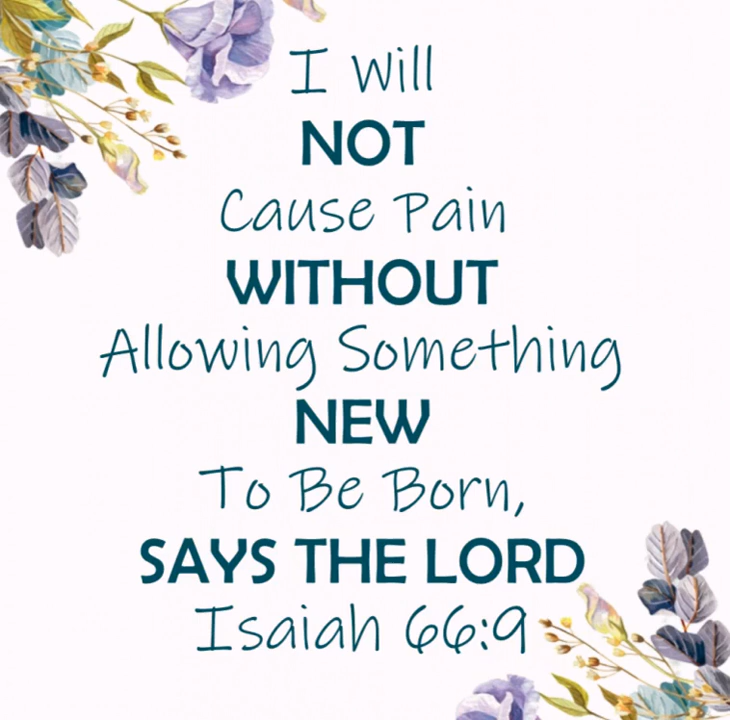 I Will
NOT
Cause Pain
WITHOUT
Allowing Something
NEW
To Be Born,
SAYS THE LORD
Isaiah 66:9